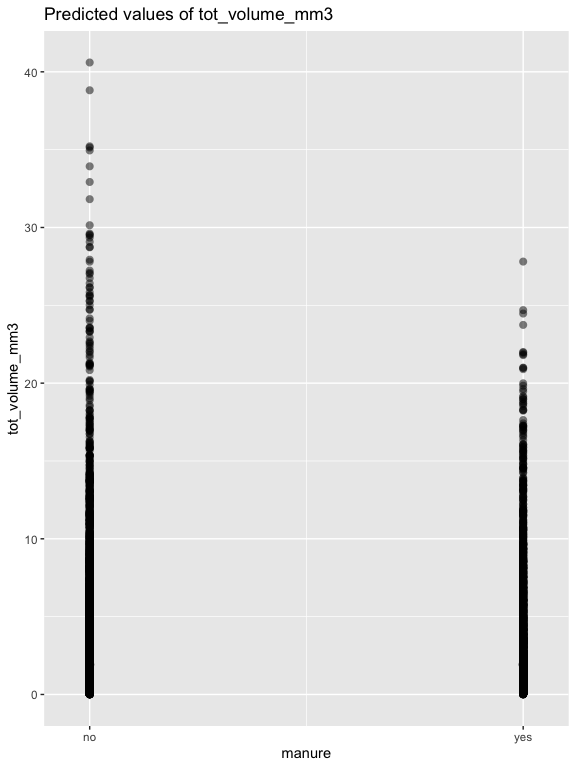 Predicted values of tot_volume_mm3
40
30
20
10
0
tot_volume_mm3
no
yes
manure